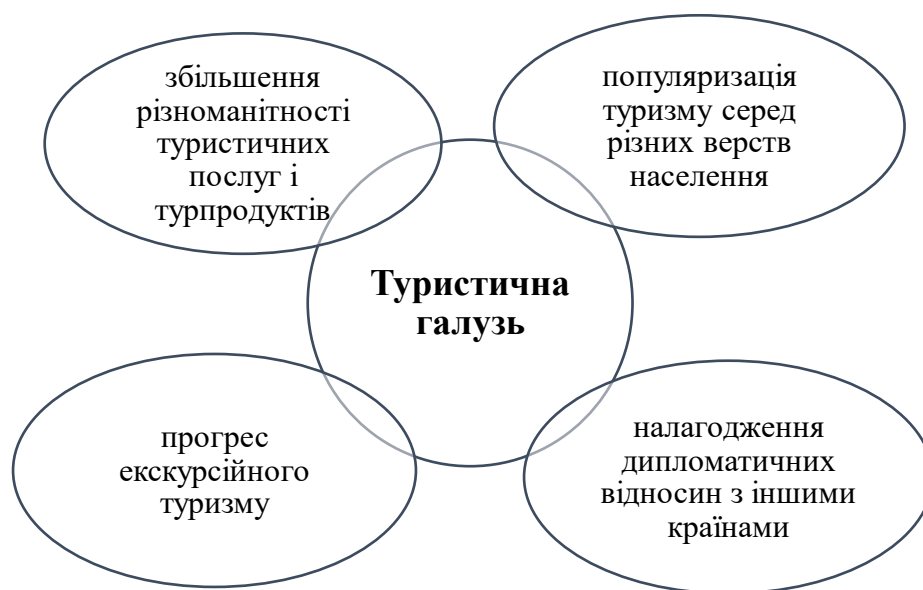 збільшення
різноманітності
туристичних
послуг і
турпродуктів
популяризація
туризму серед
різних верств
населення
Туристична
галузь
прогрес
екскурсійного
туризму
налагодження
дипломатичних
відносин з іншими
країнами